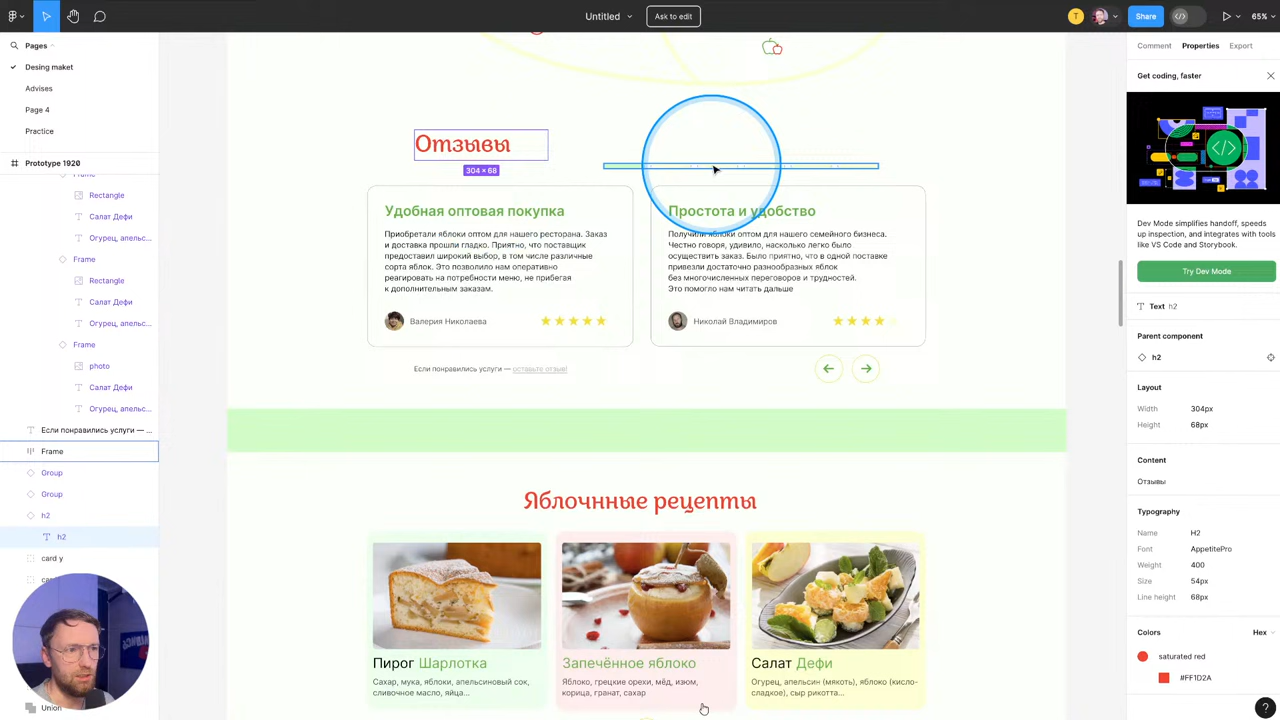 Untitled
Ask to edit
T
Share
65%
Pages
Desing maket
Advises
Page 4
Practice
Prototype 1920
Frame
Rectangle
Салат Дефи
Огурец, апельс...
Frame
Rectangle
Салат Дефи
Огурец, апельс...
Frame
photo
Салат Дефи
Огурец, апельс...
Если понравились услуги — ...
Frame
Group
Group
h2
h2
card y
Union
Отзывы
304 × 68
Удобная оптовая покупка
Приобретали яблоки оптом для нашего ресторана. Заказ
и доставка прошли гладко. Приятно, что поставщик
предоставил широкий выбор, в том числе различные
сорта яблок. Это позволило нам оперативно
реагировать на потребности меню, не прибегая
к дополнительным заказам.
Валерия Николаева
Простота и удобство
Получили яблоки оптом для нашего семейного бизнеса.
Честно говоря, удивило, насколько легко было
осуществить заказ. Было приятно, что в одной поставке
привезли достаточно разнообразных яблок
без многочисленных переговоров и трудностей.
Это помогло нам читать дальше
Николай Владимиров
Если понравились услуги — оставьте отзыв!
Яблочнные рецепты
Пирог Шарлотка
Сахар, мука, яблоки, апельсиновый сок,
сливочное масло, яйца...
Запечённое яблоко
Яблоко, грецкие орехи, мёд, изюм,
корица, гранат, сахар
Салат Дефи
Огурец, апельсин (мякоть), яблоко (кисло-
сладкое), сыр рикотта...
Comment
Properties
Export
Get coding, faster
Dev Mode simplifies handoff, speeds
up inspection, and integrates with tools
like VS Code and Storybook.
Try Dev Mode
Text h2
Parent component
h2
Layout
Width 304px
Height 68px
Content
Отзывы
Typography
Name H2
Font AppetitePro
Weight 400
Size 54px
Line height 68px
Colors
Hex
saturated red
#FF1D2A
?